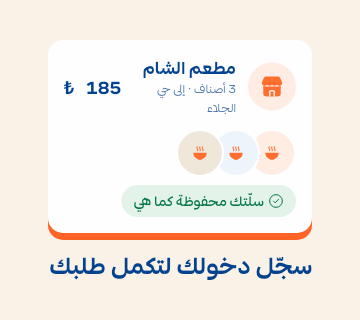 مطعم الشام
185 ₺
3 أصناف · إلى حي
الجلاء
سلّتك محفوظة كما هي
سجّل دخولك لتكمل طلبك